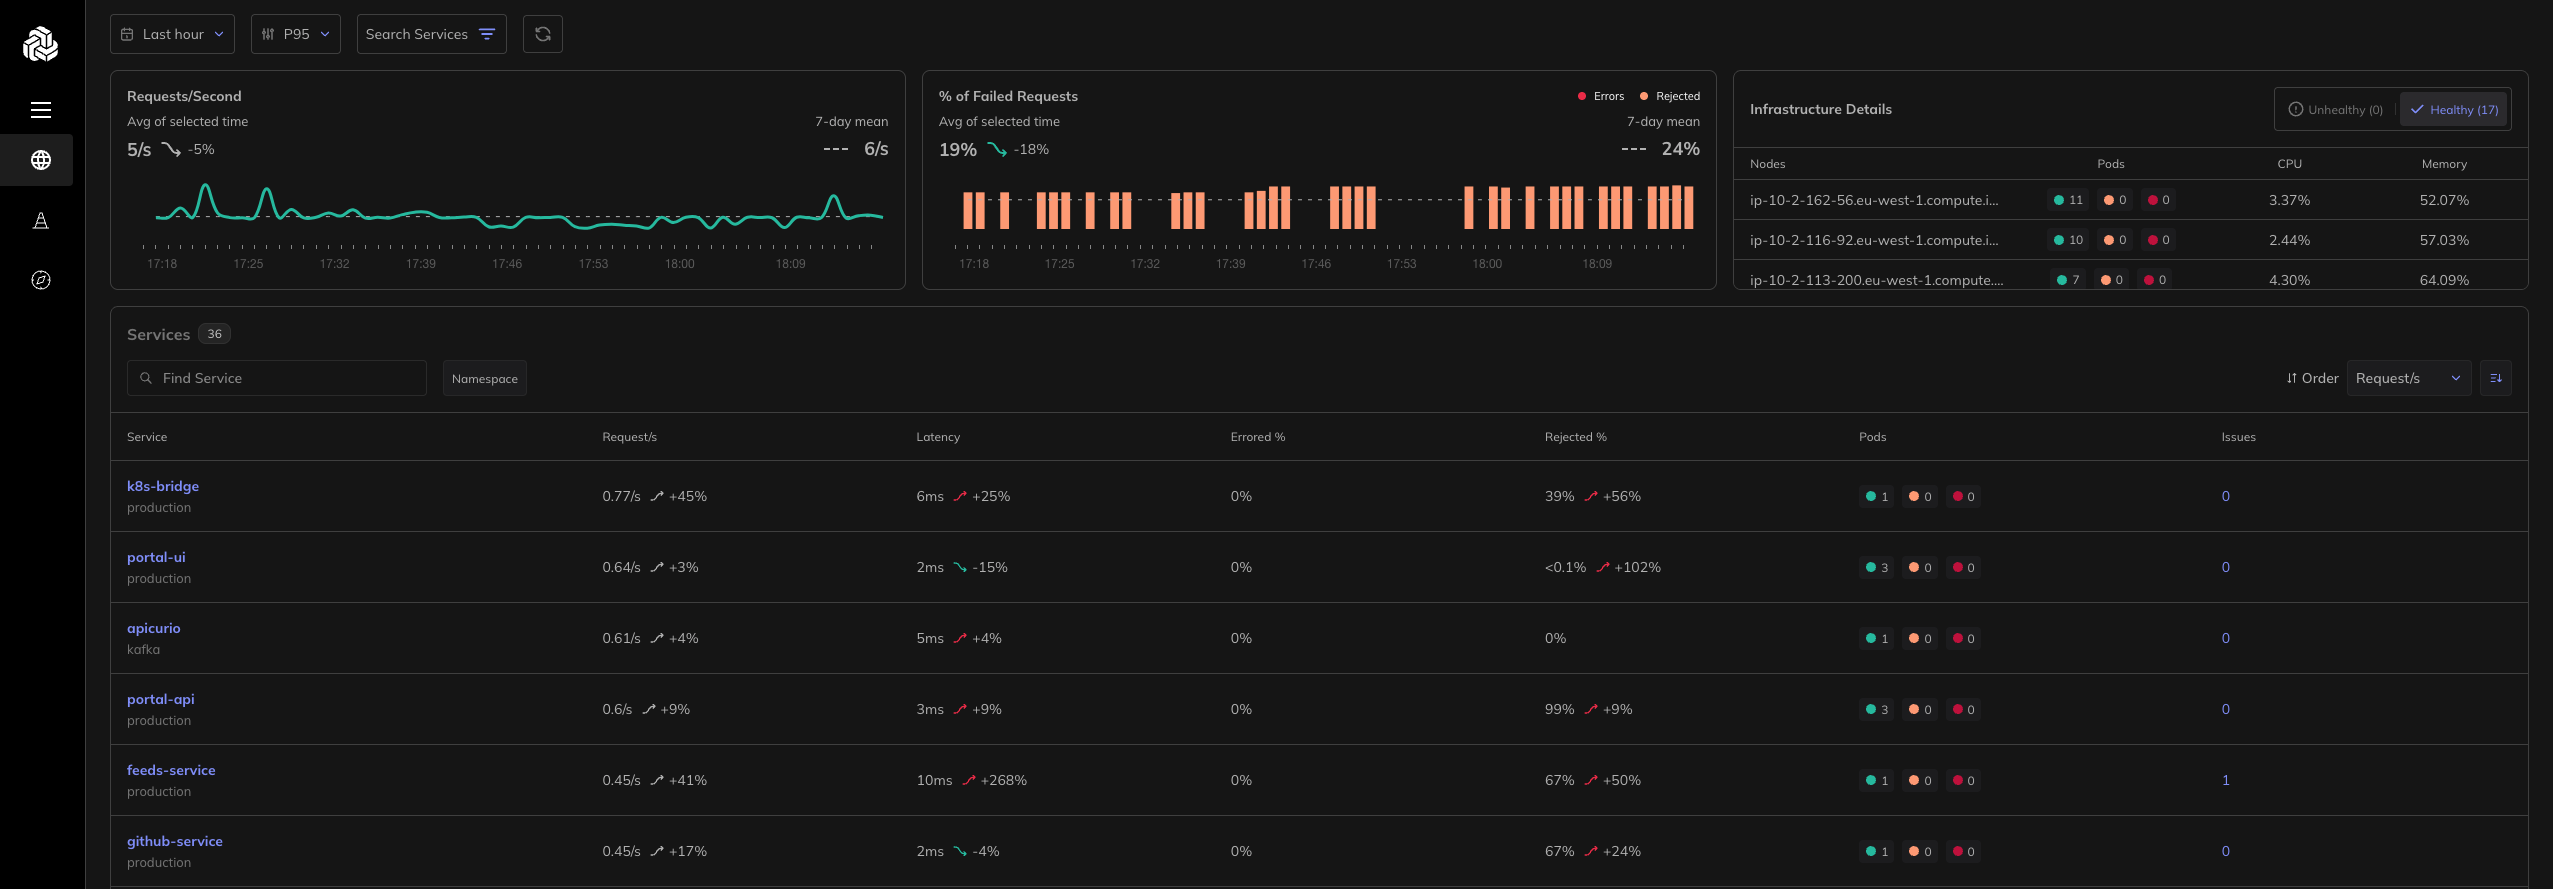 Last hour
P95
Search Services
Requests/Second
Avg of selected time
7-day mean
5/s -5%
--- 6/s
17:18 17:25 17:32 17:39 17:46 17:53 18:00 18:09
% of Failed Requests
Errors Rejected
Avg of selected time
7-day mean
19% -18%
--- 24%
17:18 17:25 17:32 17:39 17:46 17:53 18:00 18:09
Infrastructure Details
Unhealthy (0) Healthy (17)
Nodes Pods CPU Memory
ip-10-2-162-56.eu-west-1.compute.i... 11 0 0 3.37% 52.07%
ip-10-2-116-92.eu-west-1.compute.i... 10 0 0 2.44% 57.03%
ip-10-2-113-200.eu-west-1.compute.... 7 0 0 4.30% 64.09%
Services 36
Find Service
Namespace
Order Request/s
Service Request/s Latency Errored % Rejected % Pods Issues
k8s-bridge
production
0.77/s +45% 6ms +25% 0% 39% +56% 1 0 0 0
portal-ui
production
0.64/s +3% 2ms -15% 0% <0.1% +102% 3 0 0 0
apicurio
kafka
0.61/s +4% 5ms +4% 0% 0% 1 0 0 0
portal-api
production
0.6/s +9% 3ms +9% 0% 99% +9% 3 0 0 0
feeds-service
production
0.45/s +41% 10ms +268% 0% 67% +50% 1 0 0 1
github-service
production
0.45/s +17% 2ms -4% 0% 67% +24% 1 0 0 0